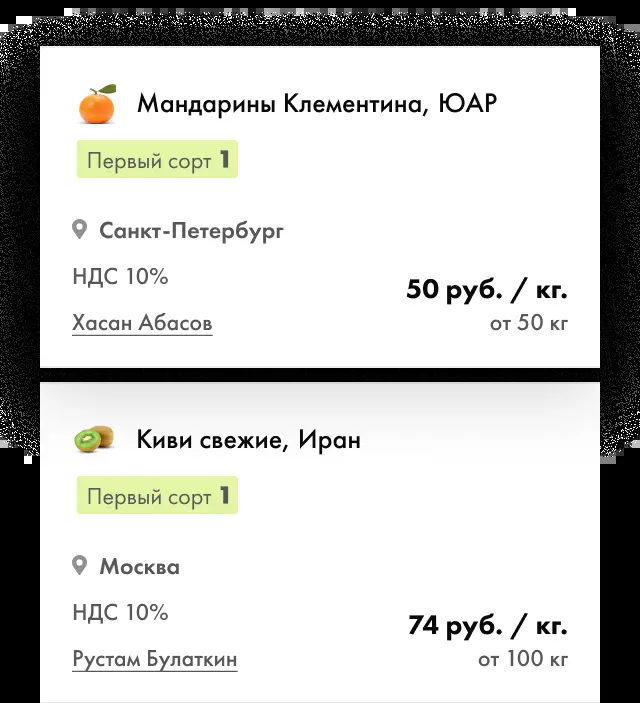 Мандарины Клементина, ЮАР
Первый сорт 1
Санкт-Петербург
НДС 10%
50 руб. / кг.
Хасан Абасов
от 50 кг
Киви свежие, Иран
Первый сорт 1
Москва
НДС 10%
74 руб. / кг.
Рустам Булаткин
от 100 кг